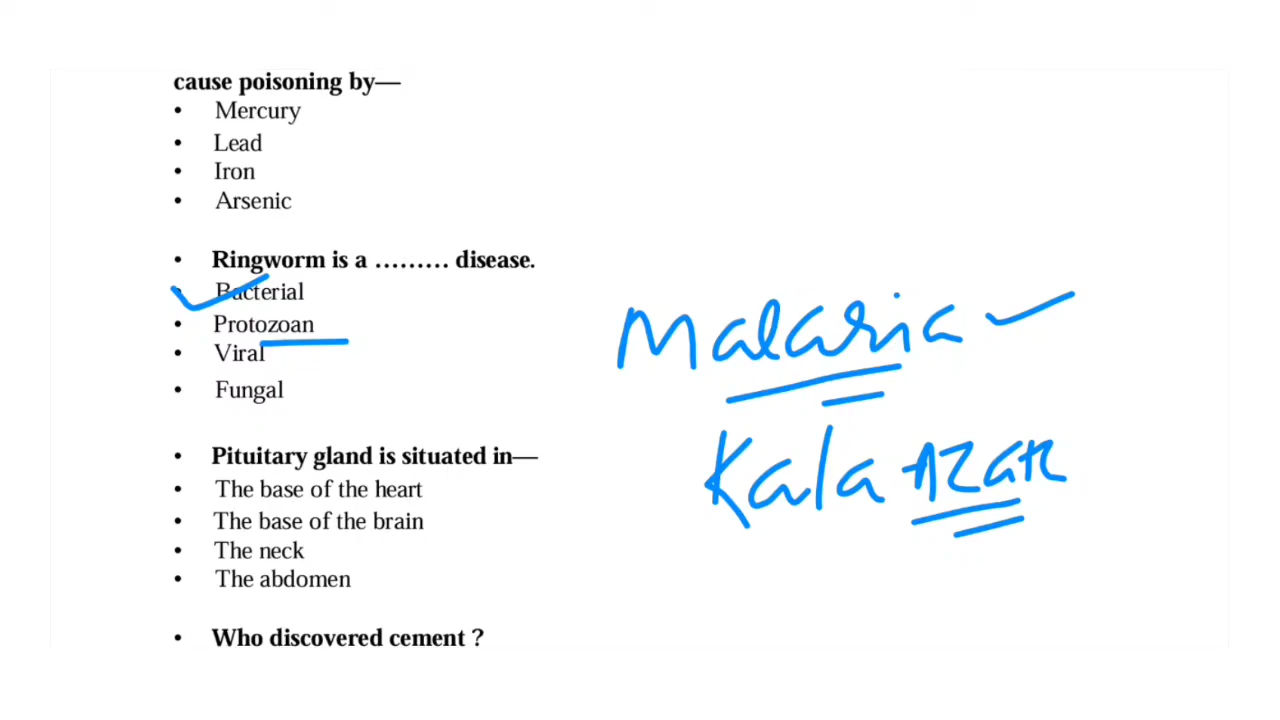 cause poisoning by—
• Mercury
• Lead
• Iron
• Arsenic
• Ringworm is a ……… disease.
• Bacterial
• Protozoan
• Viral
• Fungal
Malaria
Kala AZAR
• Pituitary gland is situated in—
• The base of the heart
• The base of the brain
• The neck
• The abdomen
• Who discovered cement ?